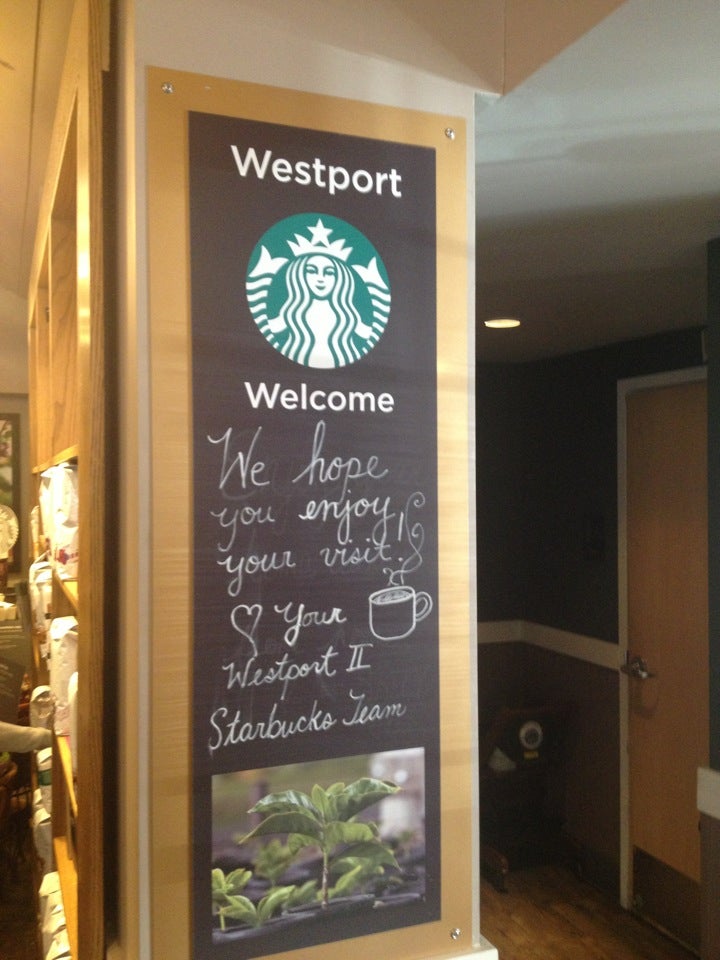 Westport
Welcome
We hope
you enjoy
your visit!
♡ Your
Westport II
Starbucks Team